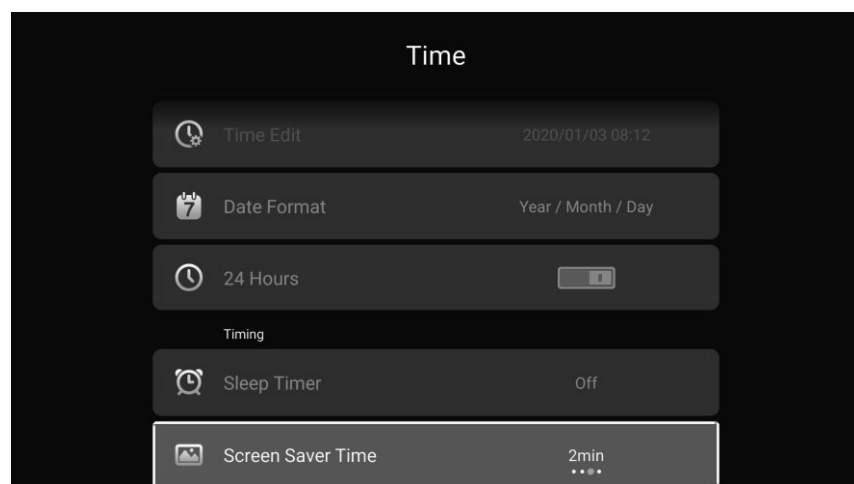 Time
Time Edit 2020/01/03 08:12
7 Date Format Year / Month / Day
24 Hours
Timing
Sleep Timer Off
Screen Saver Time 2min